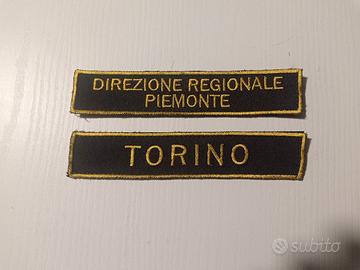 DIREZIONE REGIONALE
PIEMONTE
TORINO
subito